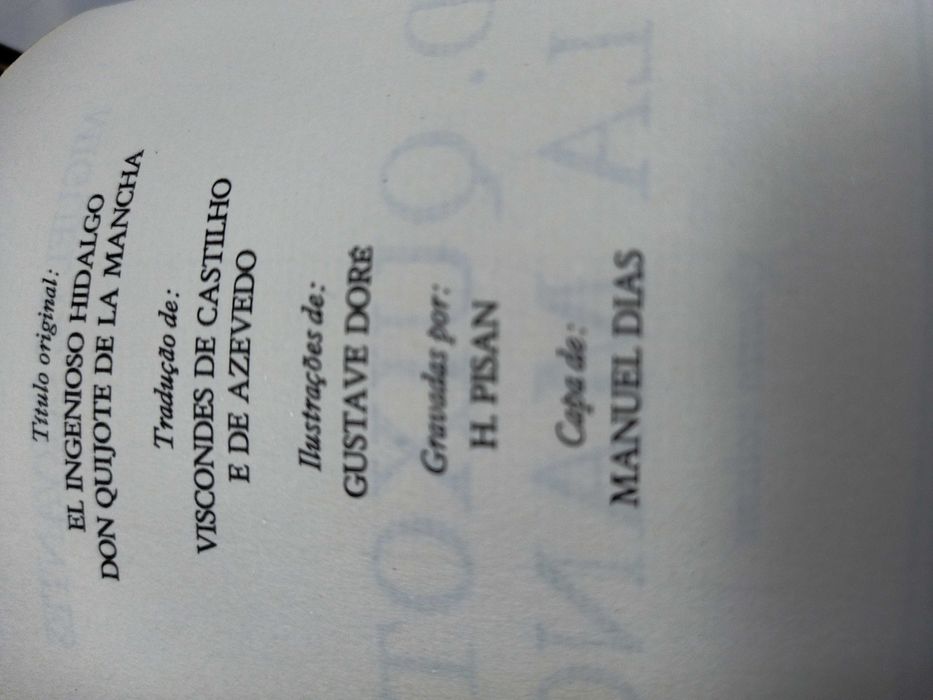 Título original:
EL INGENIOSO HIDALGO
DON QUIJOTE DE LA MANCHA
Tradução de:
VISCONDES DE CASTILHO
E DE AZEVEDO
Ilustrações de:
GUSTAVE DORÉ
Gravadas por:
H. PISAN
Capa de:
MANUEL DIAS